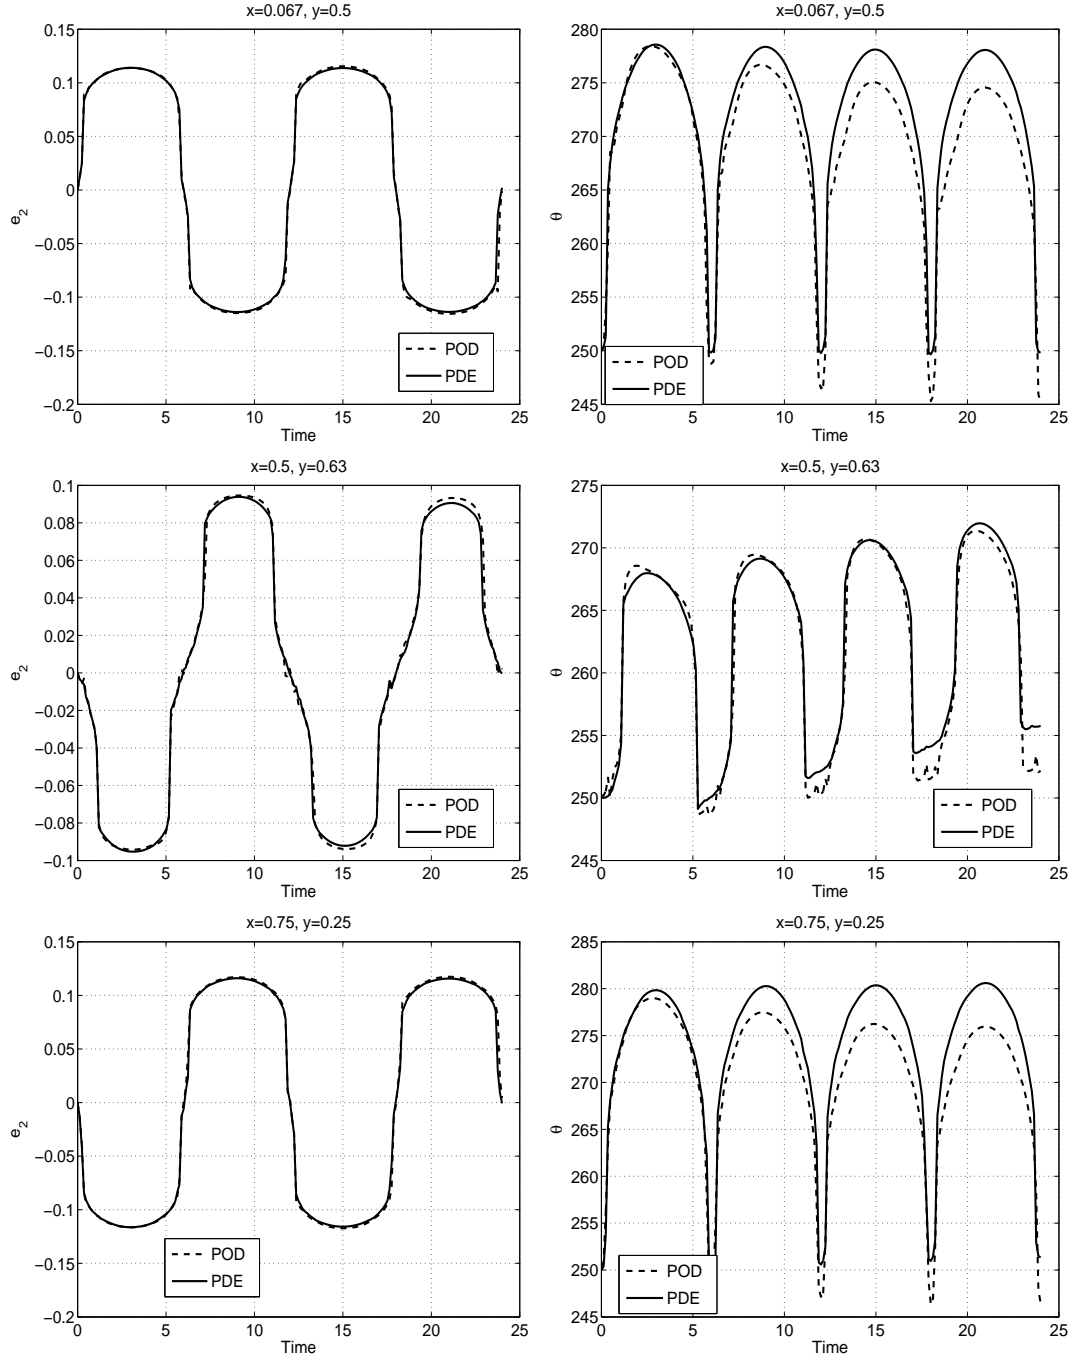 x=0.067, y=0.5
0.15
0.1
0.05
0
−0.05
−0.1
−0.15
−0.2
e2
0 5 10 15 20 25
Time
POD
PDE
x=0.067, y=0.5
280
275
270
265
260
255
250
245
θ
0 5 10 15 20 25
Time
POD
PDE
x=0.5, y=0.63
0.1
0.08
0.06
0.04
0.02
0
−0.02
−0.04
−0.06
−0.08
−0.1
e2
0 5 10 15 20 25
Time
POD
PDE
x=0.5, y=0.63
275
270
265
260
255
250
245
θ
0 5 10 15 20 25
Time
POD
PDE
x=0.75, y=0.25
0.15
0.1
0.05
0
−0.05
−0.1
−0.15
−0.2
e2
0 5 10 15 20 25
Time
POD
PDE
x=0.75, y=0.25
285
280
275
270
265
260
255
250
245
θ
0 5 10 15 20 25
Time
POD
PDE